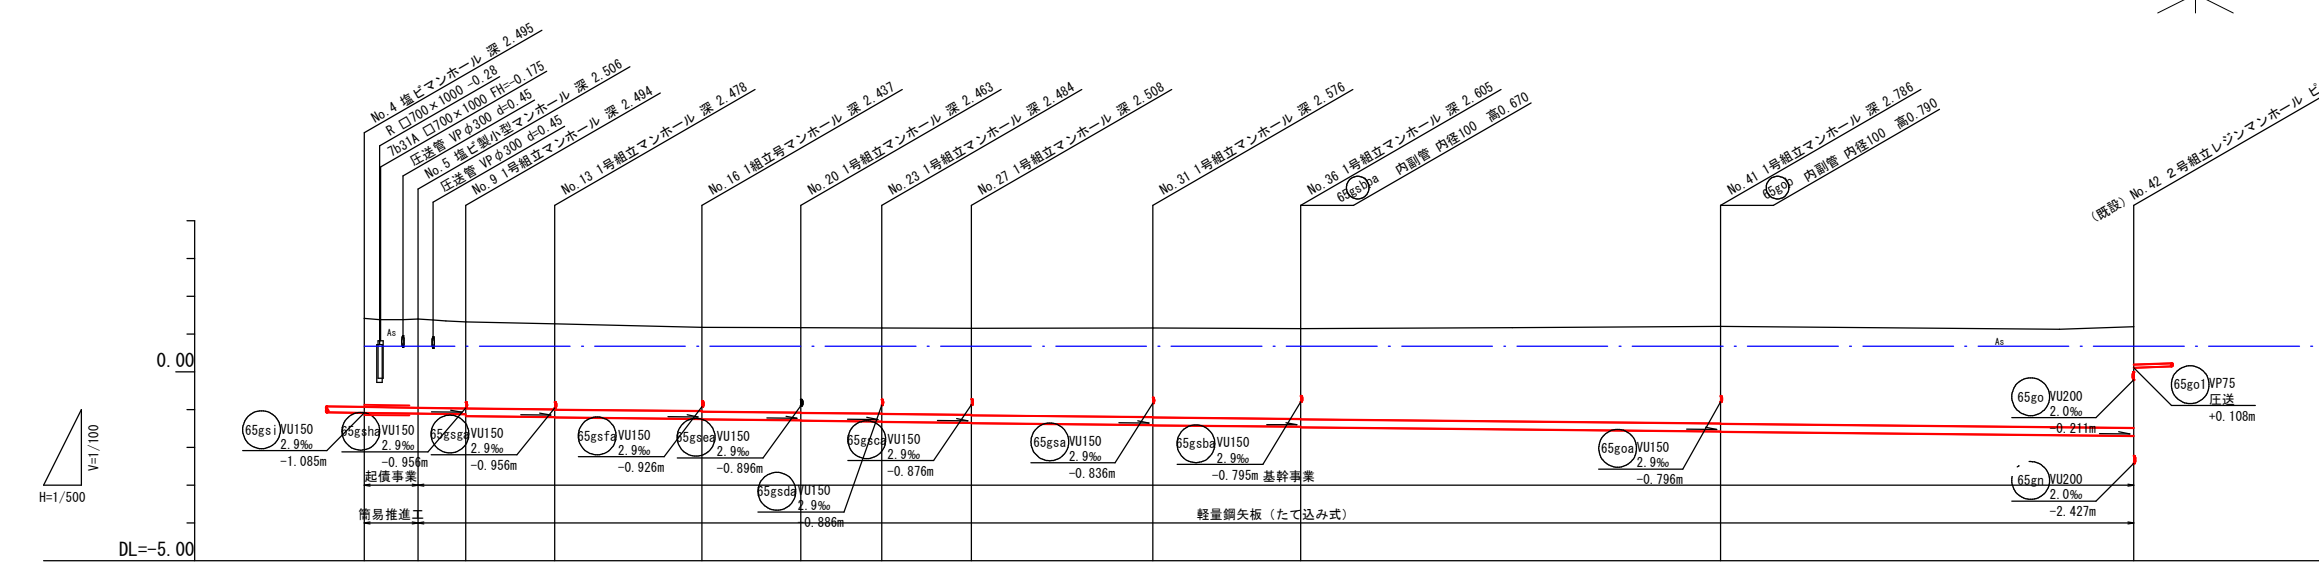 No.4 塩ビマンホール 深 2.495
R □700×1000 -0.28
7b31A □700×1000 FH=-0.175
圧送管 VPφ300 d=0.45
No.5 塩ビ製小型マンホール 深 2.506
圧送管 VPφ300 d=0.45
No.9 1号組立マンホール 深 2.494
No.13 1号組立マンホール 深 2.478
No.16 1組立号マンホール 深 2.437
No.20 1号組立マンホール 深 2.463
No.23 1号組立マンホール 深 2.484
No.27 1号組立マンホール 深 2.508
No.31 1号組立マンホール 深 2.576
No.36 1号組立マンホール 深 2.605
65gsbba 内副管 内径100 高0.670
No.41 1号組立マンホール 深 2.786
65gob 内副管 内径100 高0.790
(既設) No.42 2号組立レジンマンホール ピ
As
As
0.00
65gsi VU150
2.9‰
-1.085m
65gsha VU150
2.9‰
-0.956m
65gsga VU150
2.9‰
-0.956m
65gsfa VU150
2.9‰
-0.926m
65gsea VU150
2.9‰
-0.896m
65gsda VU150
2.9‰
-0.886m
65gsca VU150
2.9‰
-0.876m
65gsa VU150
2.9‰
-0.836m
65gsba VU150
2.9‰
-0.795m
65goa VU150
2.9‰
-0.796m
65go VU200
2.0‰
-0.211m
65go1 VP75
圧送
+0.108m
65gn VU200
2.0‰
-2.427m
起債事業
基幹事業
簡易推進工
軽量鋼矢板（たて込み式）
V=1/100
H=1/500
DL=-5.00